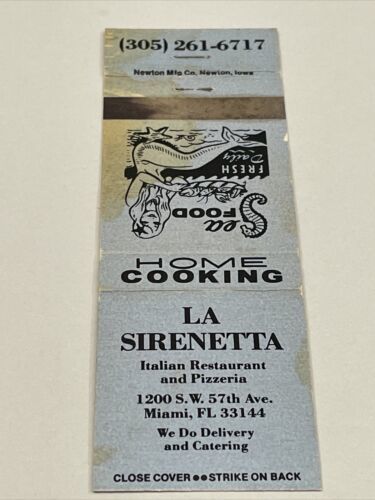 (305) 261-6717
Newton Mfg Co. Newton, Iowa
FRESH
Daily
Sea
FOOD
HOME
COOKING
LA
SIRENETTA
Italian Restaurant
and Pizzeria
1200 S.W. 57th Ave.
Miami, FL 33144
We Do Delivery
and Catering
CLOSE COVER ●● STRIKE ON BACK